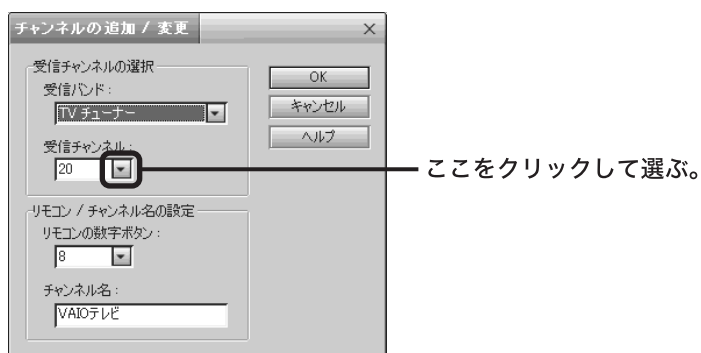 チャンネルの追加 / 変更
受信チャンネルの選択
受信バンド：
TV チューナー
受信チャンネル：
20
リモコン / チャンネル名の設定
リモコンの数字ボタン：
8
チャンネル名：
VAIOテレビ
OK
キャンセル
ヘルプ
ここをクリックして選ぶ。